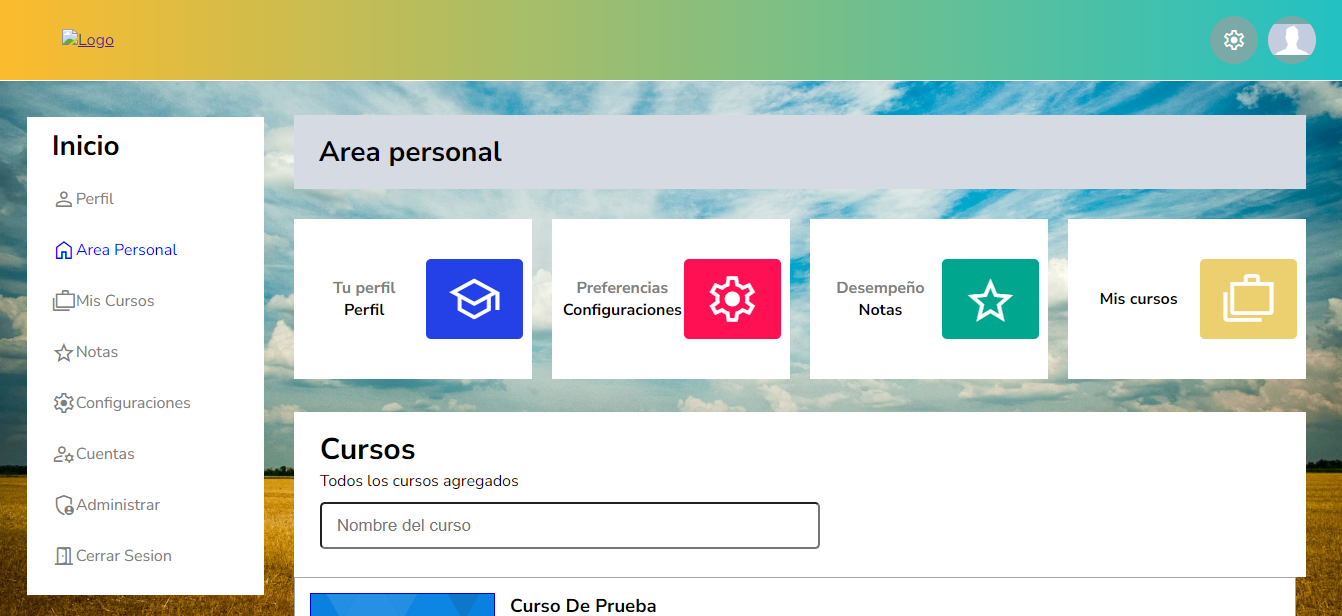 Logo
Inicio
Perfil
Area Personal
Mis Cursos
Notas
Configuraciones
Cuentas
Administrar
Cerrar Sesion
Area personal
Tu perfil
Perfil
Preferencias
Configuraciones
Desempeño
Notas
Mis cursos
Cursos
Todos los cursos agregados
Nombre del curso
Curso De Prueba